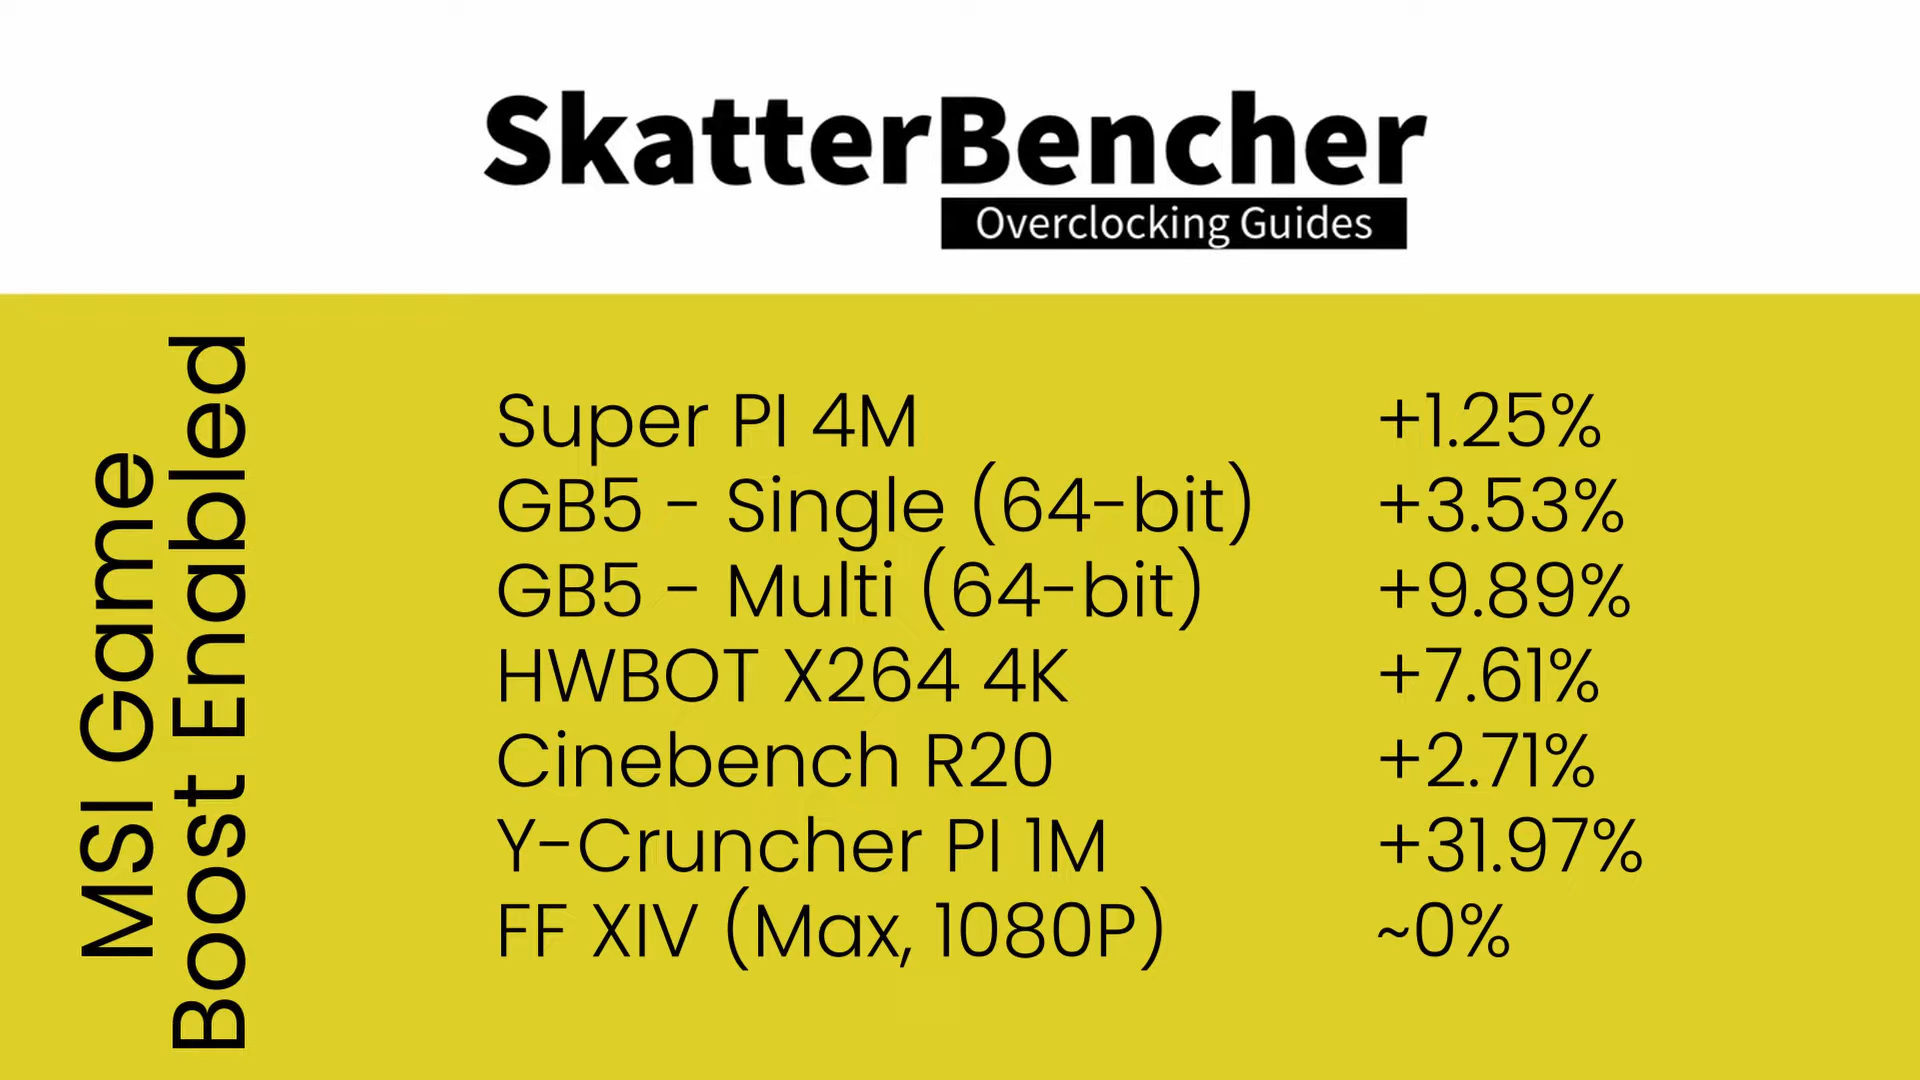 SkatterBencher
Overclocking Guides
MSI Game
Boost Enabled
Super PI 4M +1.25%
GB5 - Single (64-bit) +3.53%
GB5 - Multi (64-bit) +9.89%
HWBOT X264 4K +7.61%
Cinebench R20 +2.71%
Y-Cruncher PI 1M +31.97%
FF XIV (Max, 1080P) ~0%